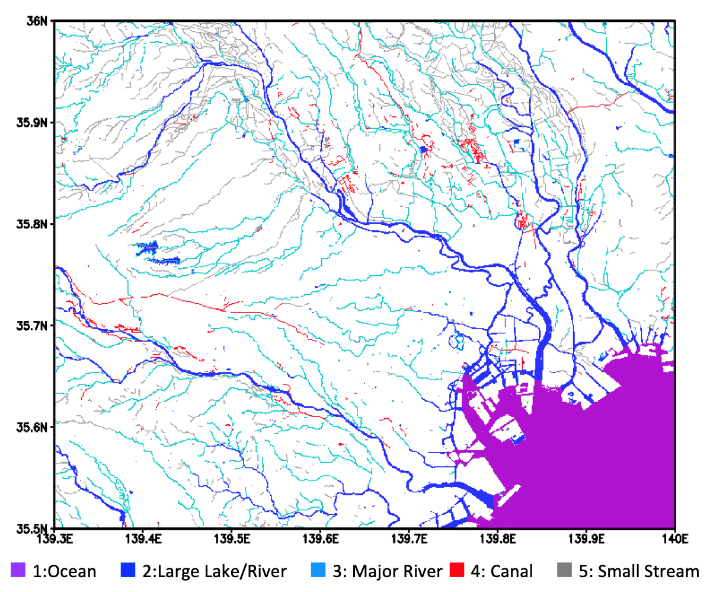 36N
35.9N
35.8N
35.7N
35.6N
35.5N
139.3E 139.4E 139.5E 139.6E 139.7E 139.8E 139.9E 140E
1:Ocean 2:Large Lake/River 3: Major River 4: Canal 5: Small Stream